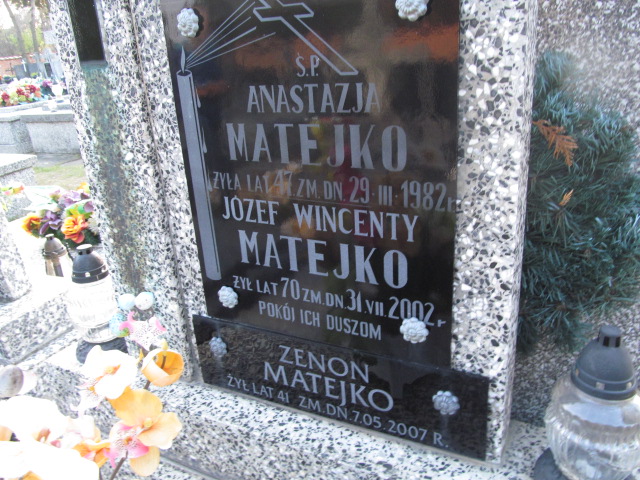 Ś.P.
ANASTAZJA
MATEJKO
ŻYŁA LAT 47. ZM. DN 29·III·1982 r
JÓZEF WINCENTY
MATEJKO
ŻYŁ LAT 70 ZM. DN. 31. VII. 2002 r
POKÓJ ICH DUSZOM
ZENON
MATEJKO
ŻYŁ LAT 41 ZM. DN. 7.05.2007 R.